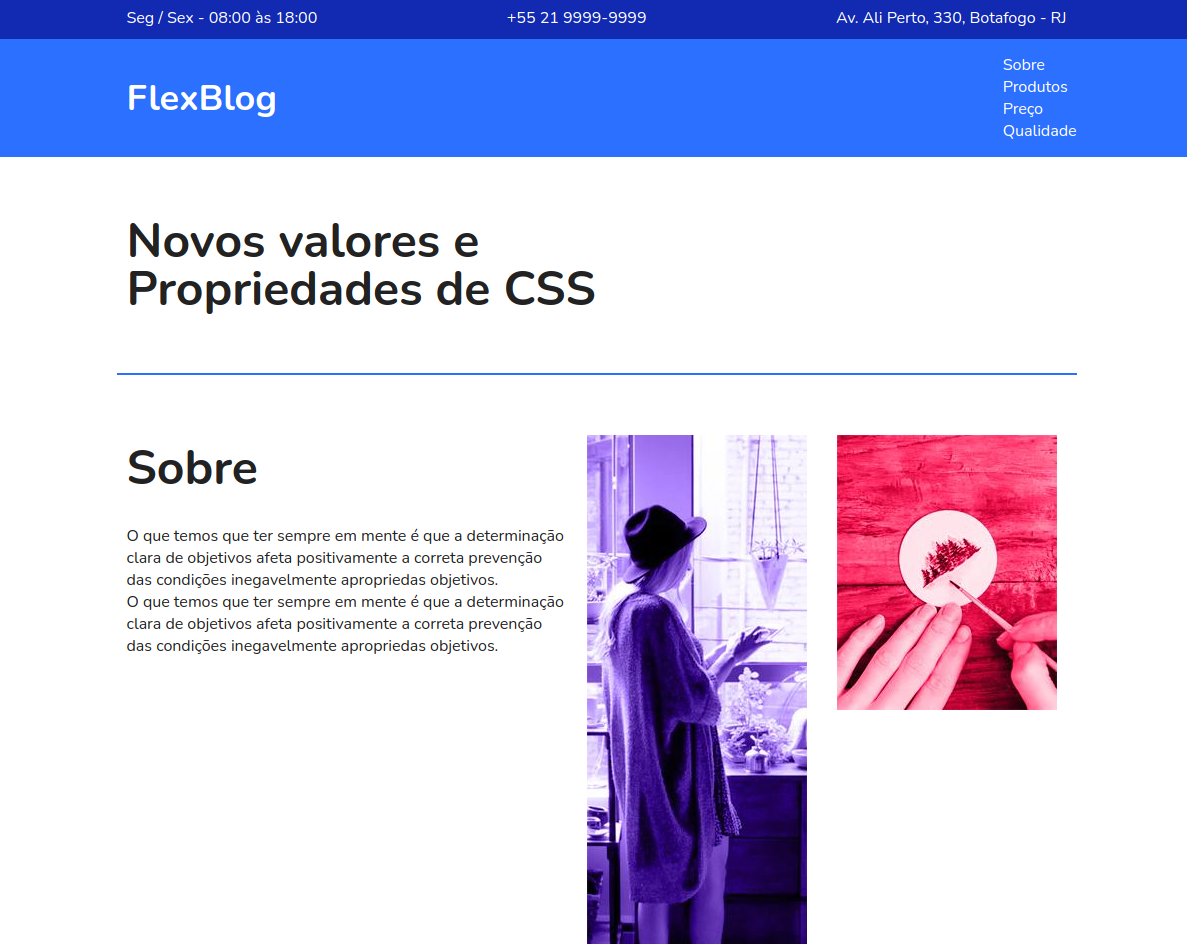 Seg / Sex - 08:00 às 18:00
+55 21 9999-9999
Av. Ali Perto, 330, Botafogo - RJ
FlexBlog
Sobre
Produtos
Preço
Qualidade
Novos valores e
Propriedades de CSS
Sobre
O que temos que ter sempre em mente é que a determinação
clara de objetivos afeta positivamente a correta prevenção
das condições inegavelmente apropriedas objetivos.
O que temos que ter sempre em mente é que a determinação
clara de objetivos afeta positivamente a correta prevenção
das condições inegavelmente apropriedas objetivos.